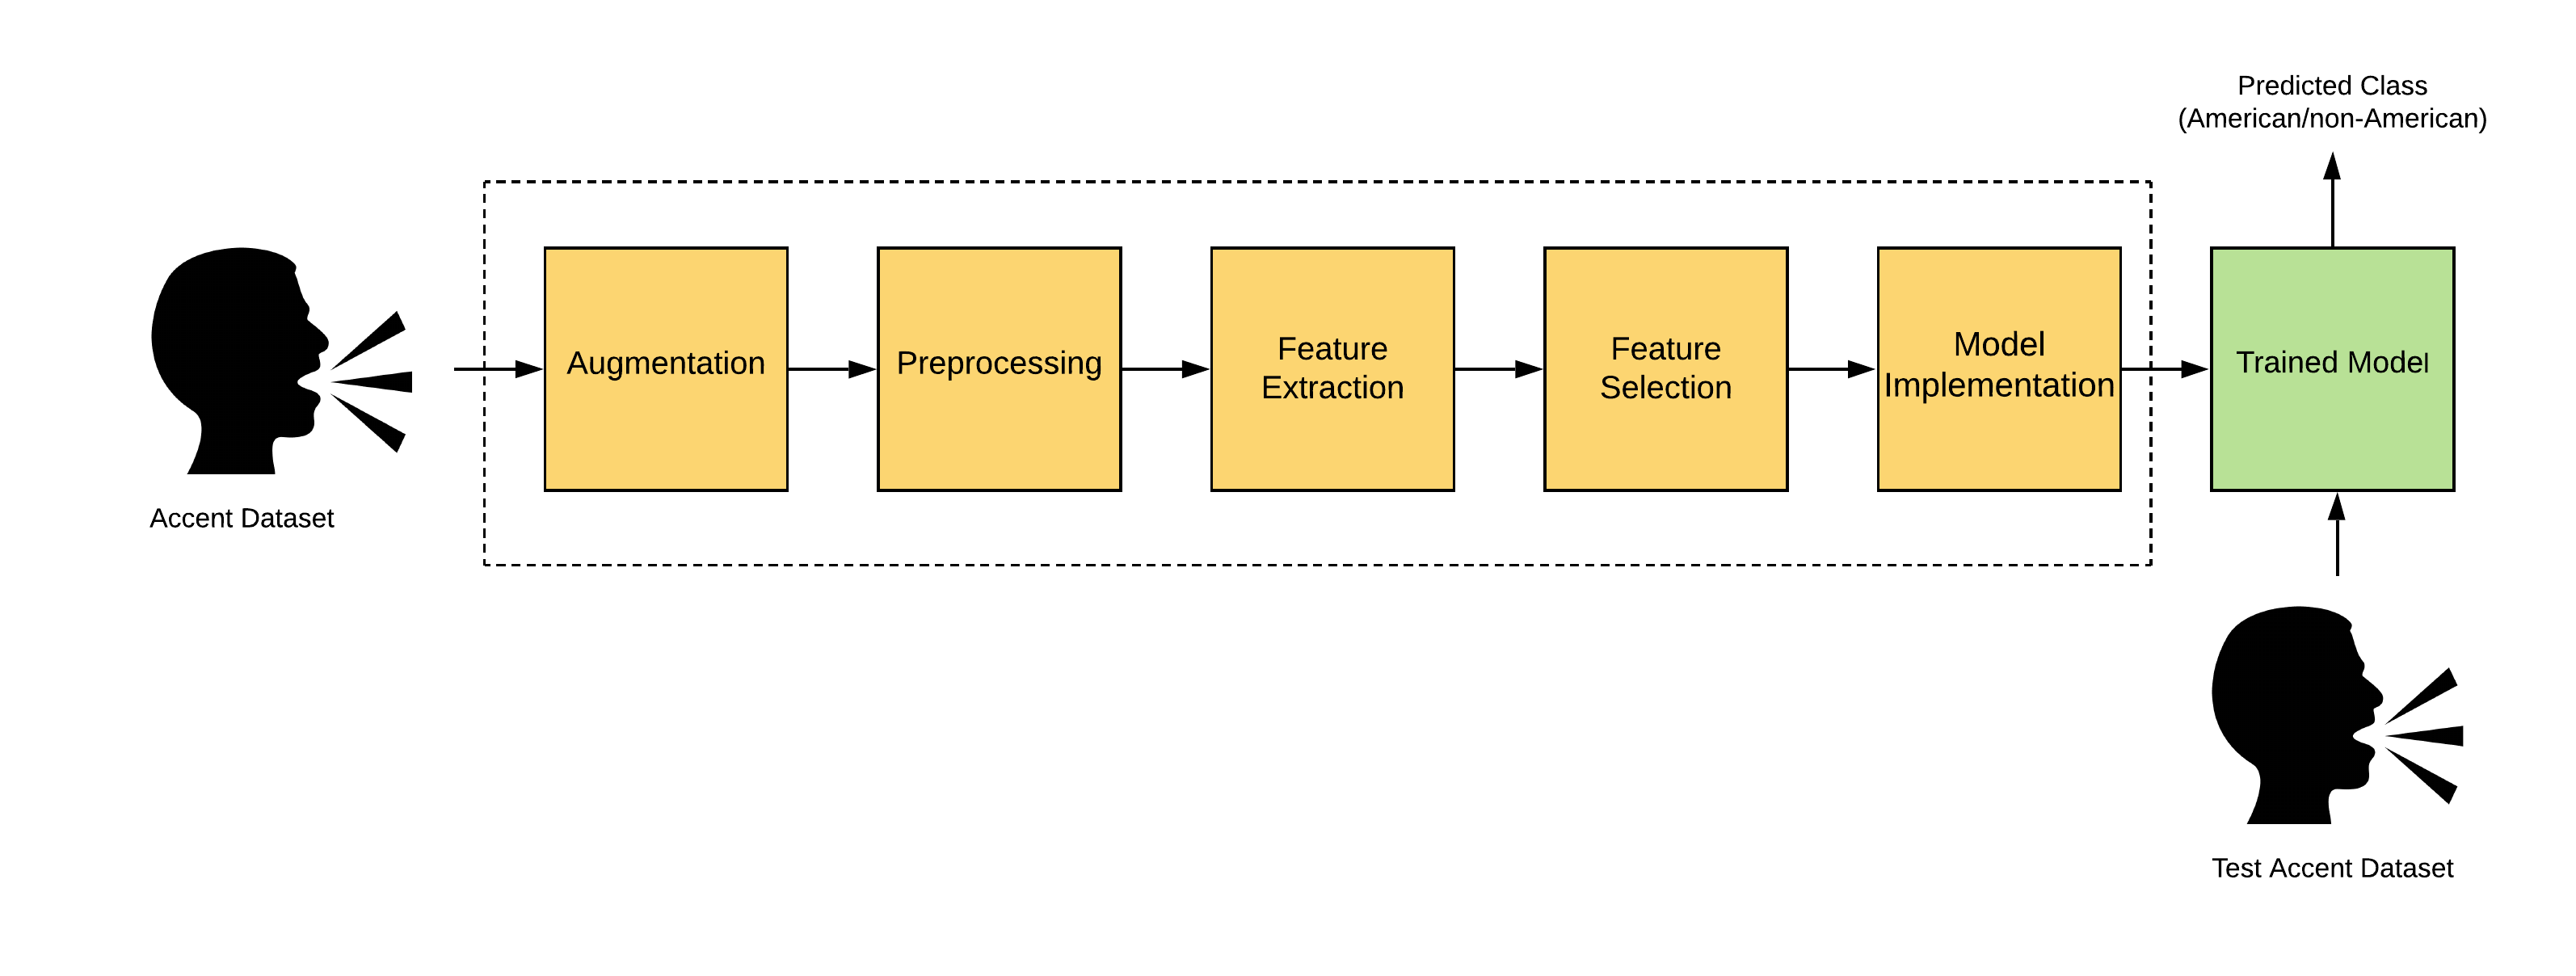 Predicted Class
(American/non-American)
Augmentation
Preprocessing
Feature
Extraction
Feature
Selection
Model
Implementation
Trained Model
Accent Dataset
Test Accent Dataset